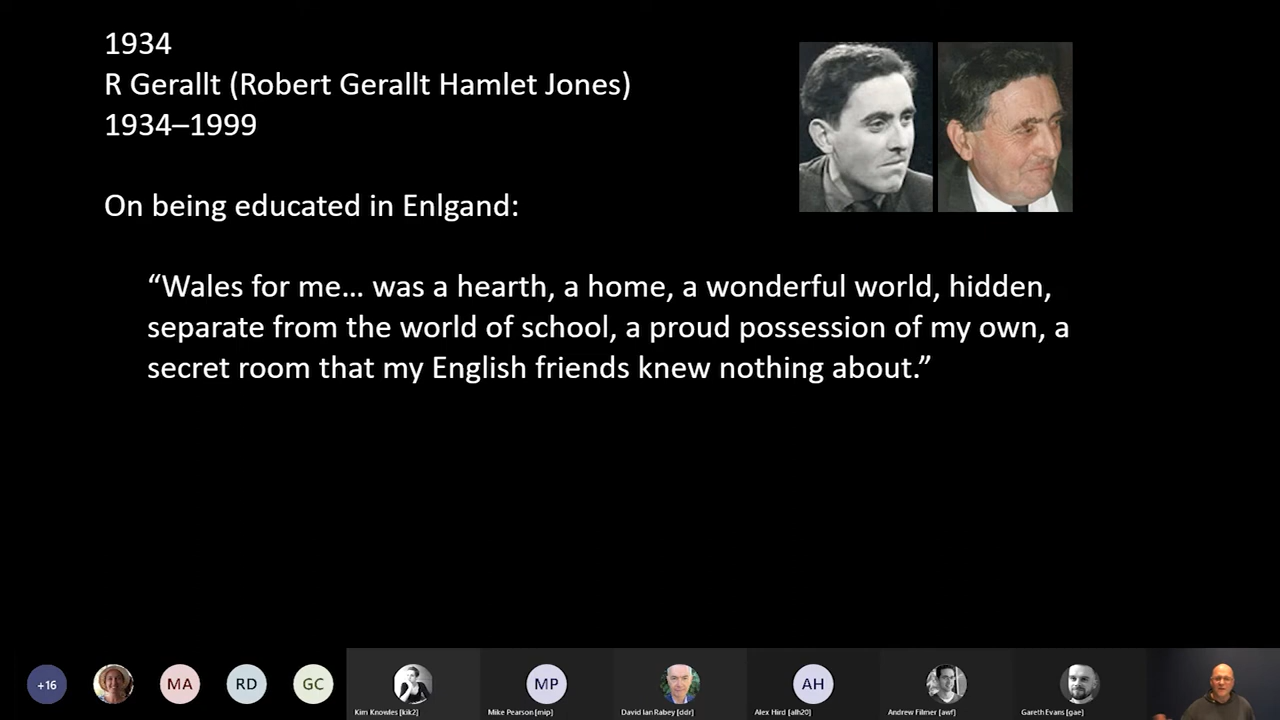 1934
R Gerallt (Robert Gerallt Hamlet Jones)
1934–1999
On being educated in Enlgand:
“Wales for me... was a hearth, a home, a wonderful world, hidden,
separate from the world of school, a proud possession of my own, a
secret room that my English friends knew nothing about.”
+16
MA
RD
GC
Kim Knowles [kik2]
MP
Mike Pearson [mip]
David Ian Rabey [ddr]
AH
Alex Hird [alh20]
Andrew Filmer [awf]
Gareth Evans [gae]